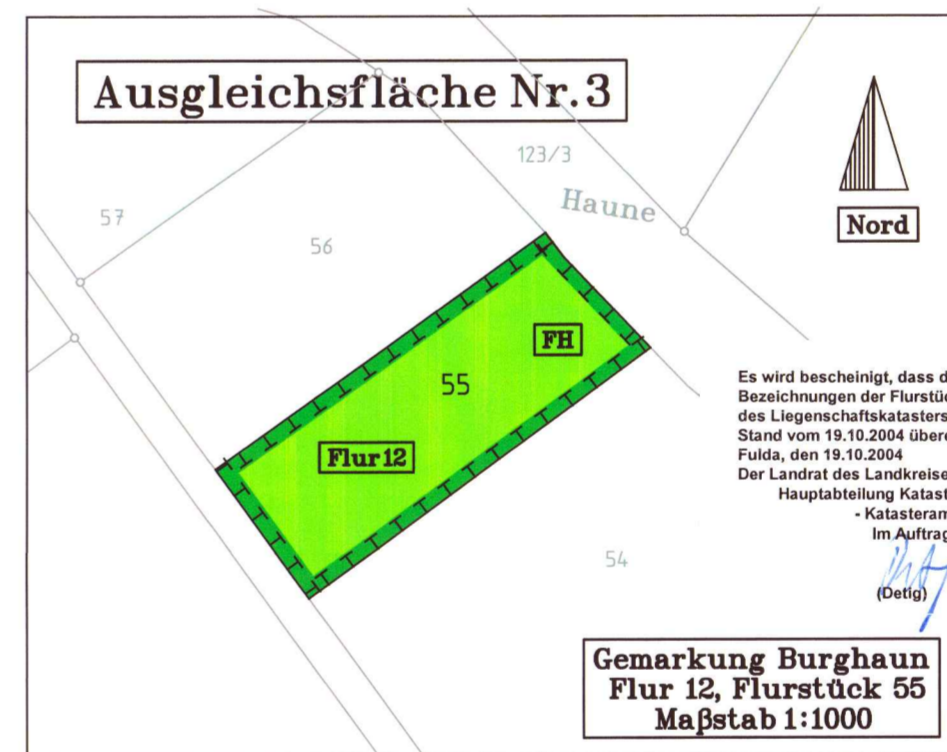 Ausgleichsfläche Nr.3
123/3
Haune
57
56
Nord
FH
55
Flur 12
54
Es wird bescheinigt, dass d
Bezeichnungen der Flurstüc
des Liegenschaftskatasters
Stand vom 19.10.2004 übere
Fulda, den 19.10.2004
Der Landrat des Landkreise
Hauptabteilung Katast
- Katasteram
Im Auftrag
(Detig)
Gemarkung Burghaun
Flur 12, Flurstück 55
Maßstab 1:1000